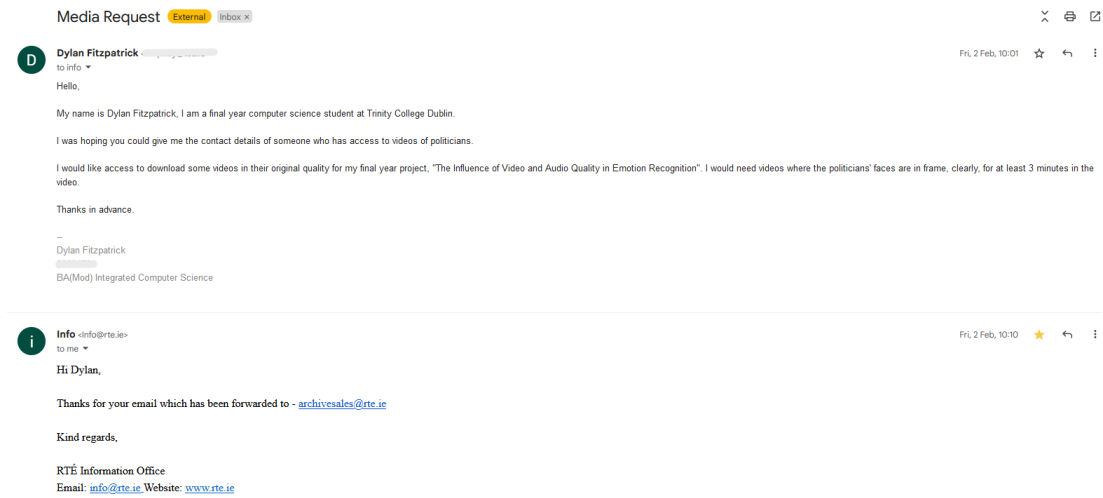 Media Request External Inbox ×
D
Dylan Fitzpatrick
Fri, 2 Feb, 10:01
to info
Hello,
My name is Dylan Fitzpatrick, I am a final year computer science student at Trinity College Dublin.
I was hoping you could give me the contact details of someone who has access to videos of politicians.
I would like access to download some videos in their original quality for my final year project, "The Influence of Video and Audio Quality in Emotion Recognition". I would need videos where the politicians' faces are in frame, clearly, for at least 3 minutes in the
video.
Thanks in advance.
--
Dylan Fitzpatrick
BA(Mod) Integrated Computer Science
i
Info <Info@rte.ie>
Fri, 2 Feb, 10:10
to me
Hi Dylan,
Thanks for your email which has been forwarded to - archivesales@rte.ie
Kind regards,
RTÉ Information Office
Email: info@rte.ie Website: www.rte.ie